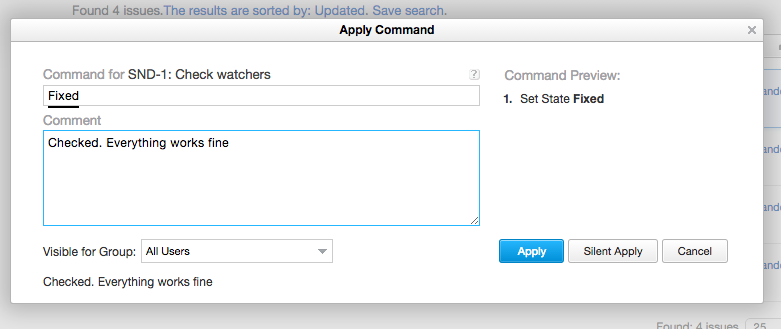 Found 4 issues.The results are sorted by: Updated. Save search.
Apply Command
Command for SND-1: Check watchers
?
Fixed
Comment
Checked. Everything works fine
Command Preview:
1. Set State Fixed
Visible for Group: All Users
Apply
Silent Apply
Cancel
Checked. Everything works fine
Found: 4 issues
25